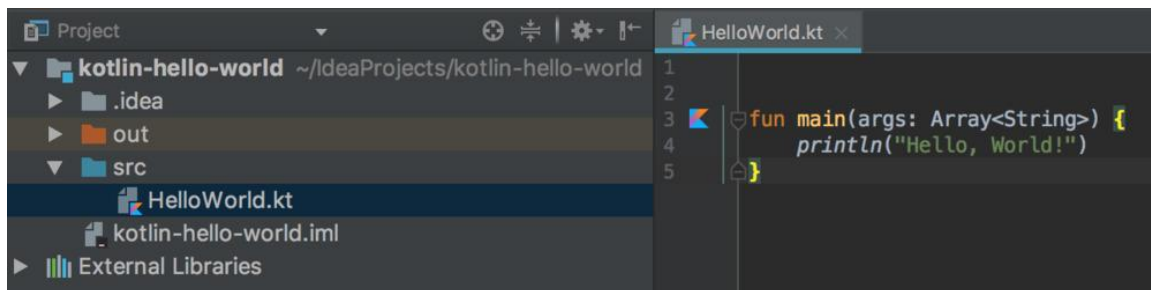 Project
kotlin-hello-world ~/IdeaProjects/kotlin-hello-world
.idea
out
src
HelloWorld.kt
kotlin-hello-world.iml
External Libraries
HelloWorld.kt
1
2
3 fun main(args: Array<String>) {
4 println("Hello, World!")
5 }